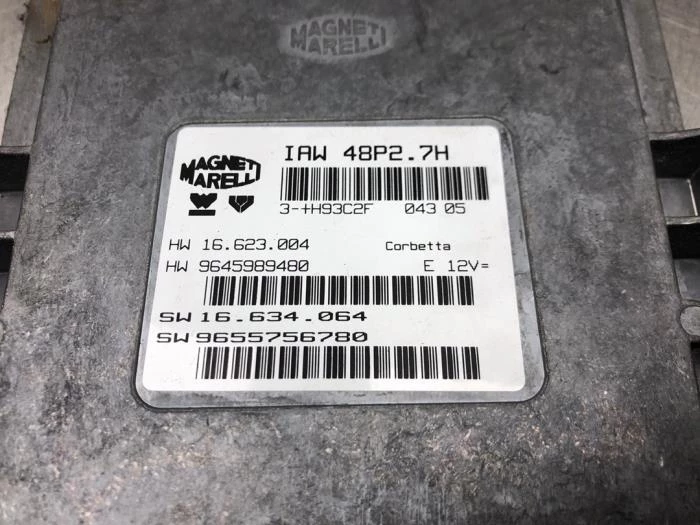 MAGNETI
MARELLI
MAGNETI
MARELLI
IAW 48P2.7H
3-+H93C2F 043 05
HW 16.623.004 Corbetta
HW 9645989480 E 12V=
SW 16.634.064
SW 9655756780